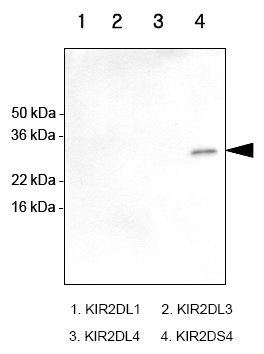 1 2 3 4
50 kDa
36 kDa
22 kDa
16 kDa
1. KIR2DL1 2. KIR2DL3
3. KIR2DL4 4. KIR2DS4